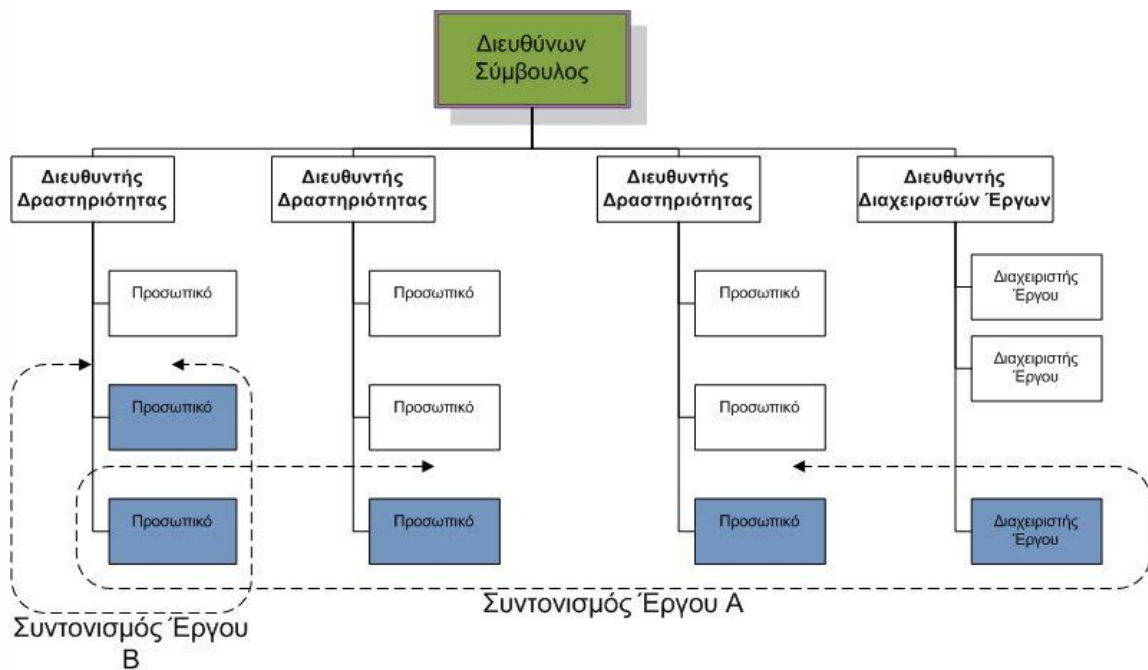 Διευθύνων
Σύμβουλος
Διευθυντής
Δραστηριότητας
Διευθυντής
Δραστηριότητας
Διευθυντής
Δραστηριότητας
Διευθυντής
Διαχειριστών Έργων
Προσωπικό
Προσωπικό
Προσωπικό
Διαχειριστής
Έργου
Διαχειριστής
Έργου
Προσωπικό
Προσωπικό
Προσωπικό
Προσωπικό
Προσωπικό
Προσωπικό
Διαχειριστής
Έργου
Συντονισμός Έργου Α
Συντονισμός Έργου
Β